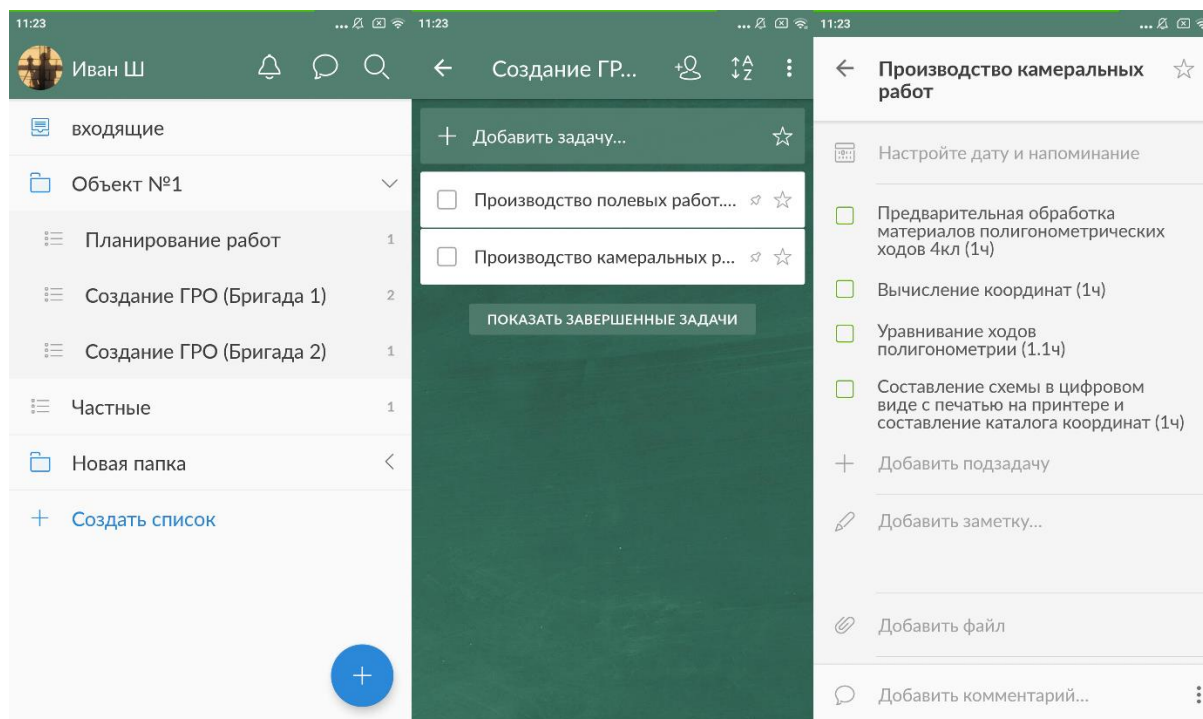 11:23
Иван Ш
входящие
Объект №1
Планирование работ 1
Создание ГРО (Бригада 1) 2
Создание ГРО (Бригада 2) 1
Частные 1
Новая папка
Создать список
11:23
Создание ГР...
Добавить задачу...
Производство полевых работ....
Производство камеральных р...
ПОКАЗАТЬ ЗАВЕРШЕННЫЕ ЗАДАЧИ
11:23
Производство камеральных
работ
Настройте дату и напоминание
Предварительная обработка
материалов полигонометрических
ходов 4кл (1ч)
Вычисление координат (1ч)
Уравнивание ходов
полигонометрии (1.1ч)
Составление схемы в цифровом
виде с печатью на принтере и
составление каталога координат (1ч)
Добавить подзадачу
Добавить заметку...
Добавить файл
Добавить комментарий...